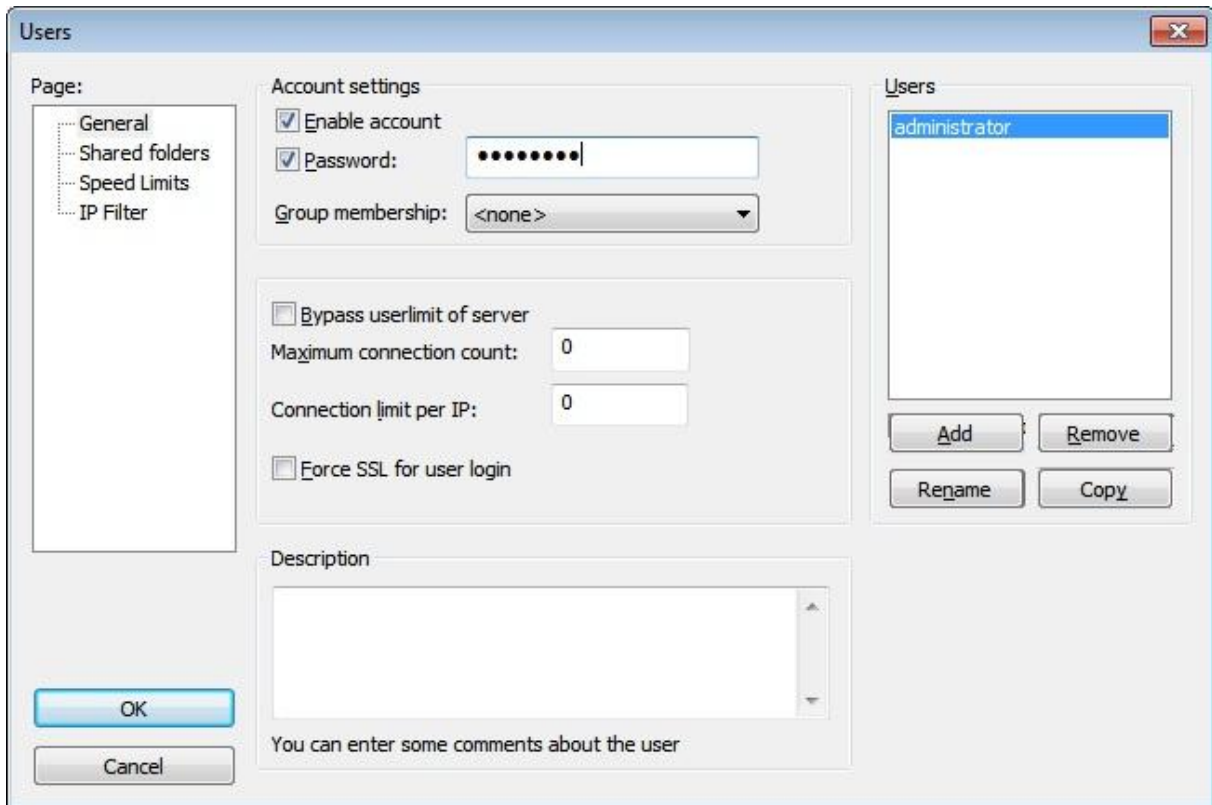 Users
Page:
General
Shared folders
Speed Limits
IP Filter
Account settings
Enable account
Password: ••••••••
Group membership: <none>
Bypass userlimit of server
Maximum connection count: 0
Connection limit per IP: 0
Force SSL for user login
Description
You can enter some comments about the user
Users
administrator
Add Remove
Rename Copy
OK
Cancel